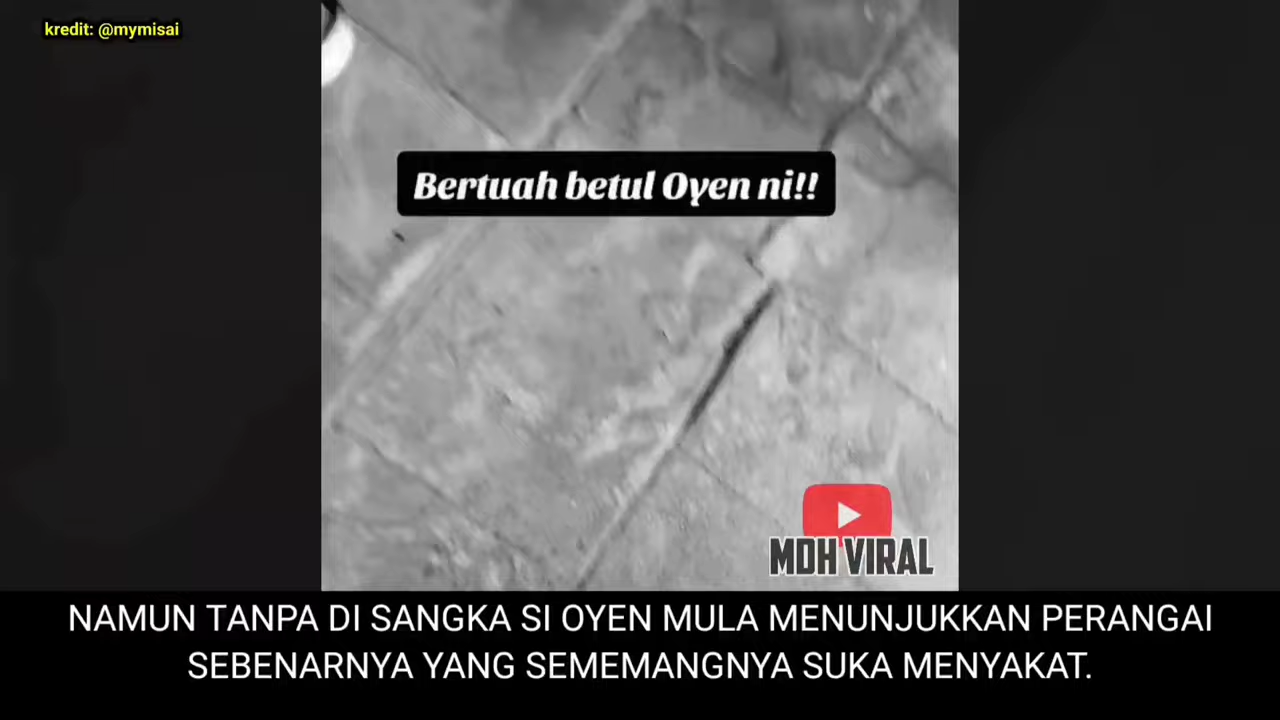 kredit: @mymisai
Bertuah betul Oyen ni!!
MDH VIRAL
NAMUN TANPA DI SANGKA SI OYEN MULA MENUNJUKKAN PERANGAI
SEBENARNYA YANG SEMEMANGNYA SUKA MENYAKAT.